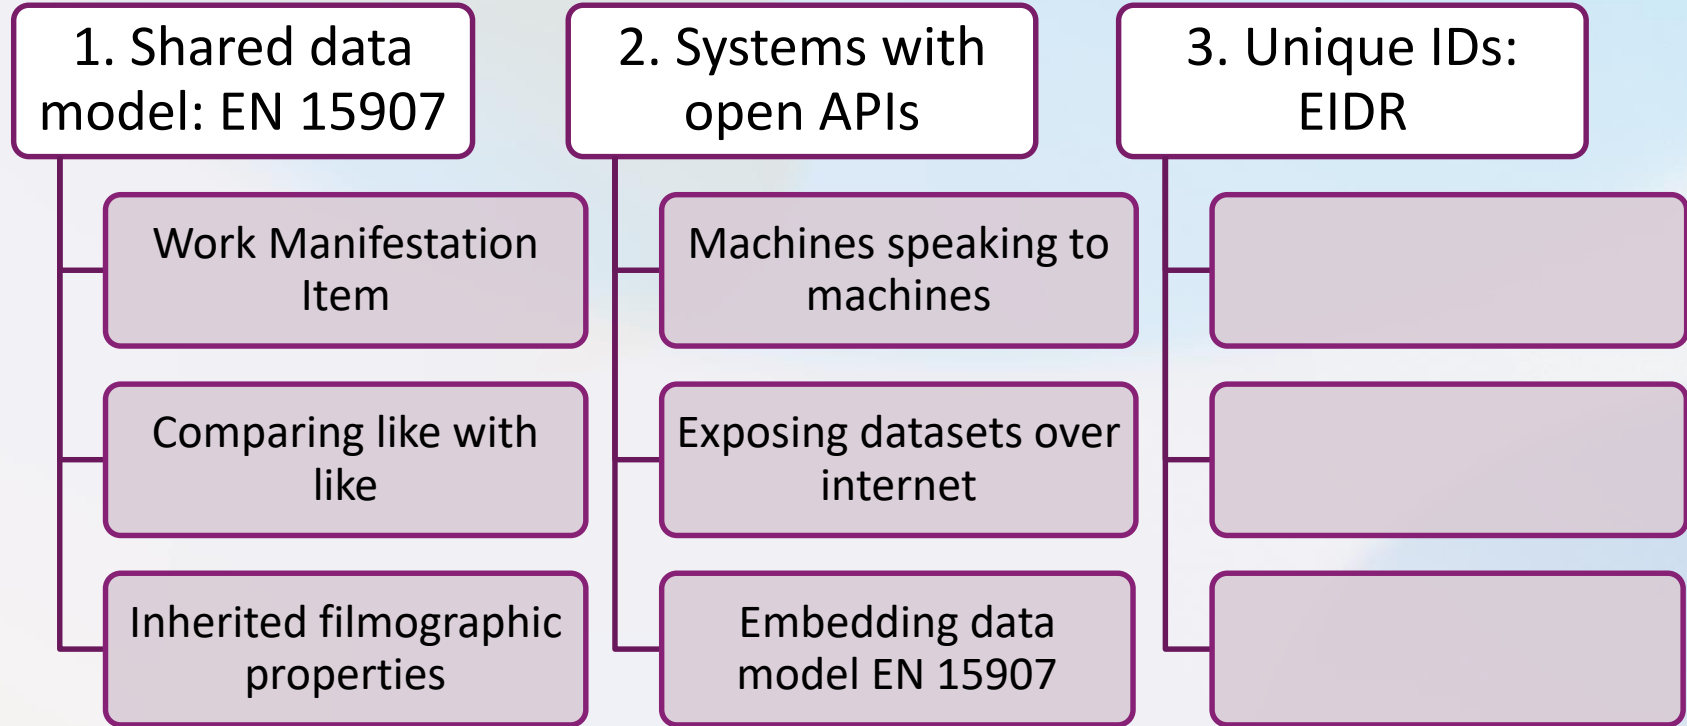 1. Shared data
model: EN 15907
Work Manifestation
Item
Comparing like with
like
Inherited filmographic
properties
2. Systems with
open APIs
Machines speaking to
machines
Exposing datasets over
internet
Embedding data
model EN 15907
3. Unique IDs:
EIDR